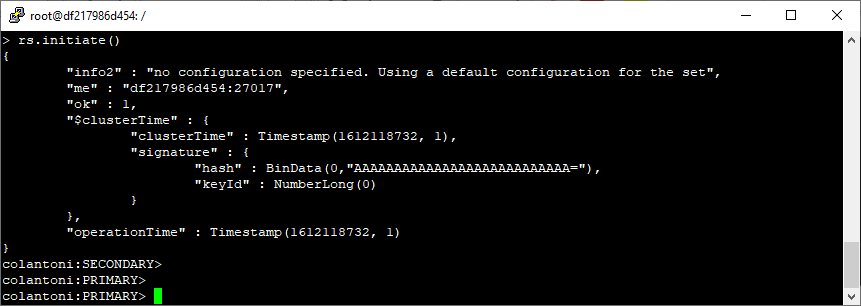 root@df217986d454: /
> rs.initiate()
{
        "info2" : "no configuration specified. Using a default configuration for the set",
        "me" : "df217986d454:27017",
        "ok" : 1,
        "$clusterTime" : {
                "clusterTime" : Timestamp(1612118732, 1),
                "signature" : {
                        "hash" : BinData(0,"AAAAAAAAAAAAAAAAAAAAAAAAAAA="),
                        "keyId" : NumberLong(0)
                }
        },
        "operationTime" : Timestamp(1612118732, 1)
}
colantoni:SECONDARY>
colantoni:PRIMARY>
colantoni:PRIMARY>